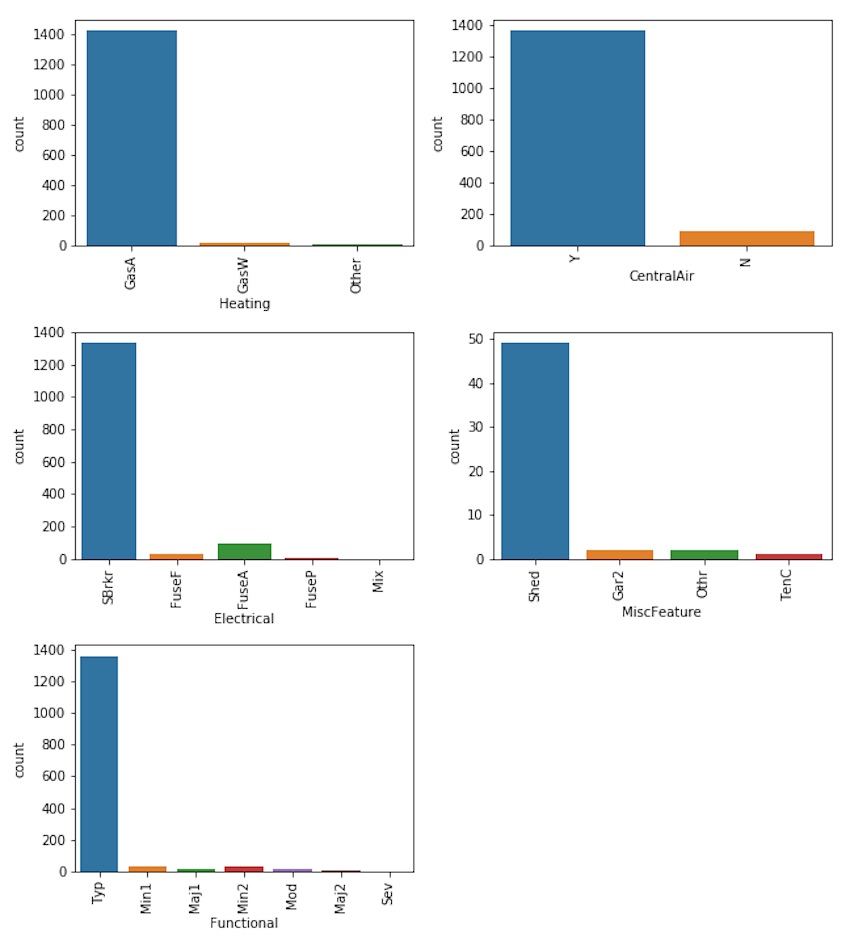 1400
1200
1000
800
600
400
200
0
count
GasA
GasW
Other
Heating
1400
1200
1000
800
600
400
200
0
count
Y
N
CentralAir
1400
1200
1000
800
600
400
200
0
count
SBrkr
FuseF
FuseA
FuseP
Mix
Electrical
50
40
30
20
10
0
count
Shed
Gar2
Othr
TenC
MiscFeature
1400
1200
1000
800
600
400
200
0
count
Typ
Min1
Maj1
Min2
Mod
Maj2
Sev
Functional